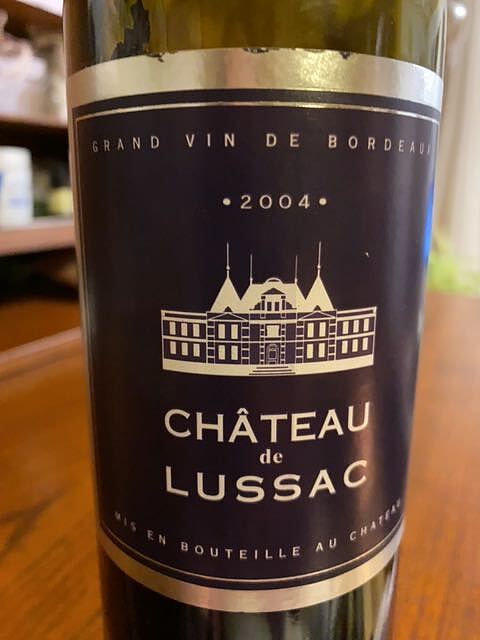 GRAND VIN DE BORDEAUX
• 2004 •
CHÂTEAU
de
LUSSAC
MIS EN BOUTEILLE AU CHATEAU